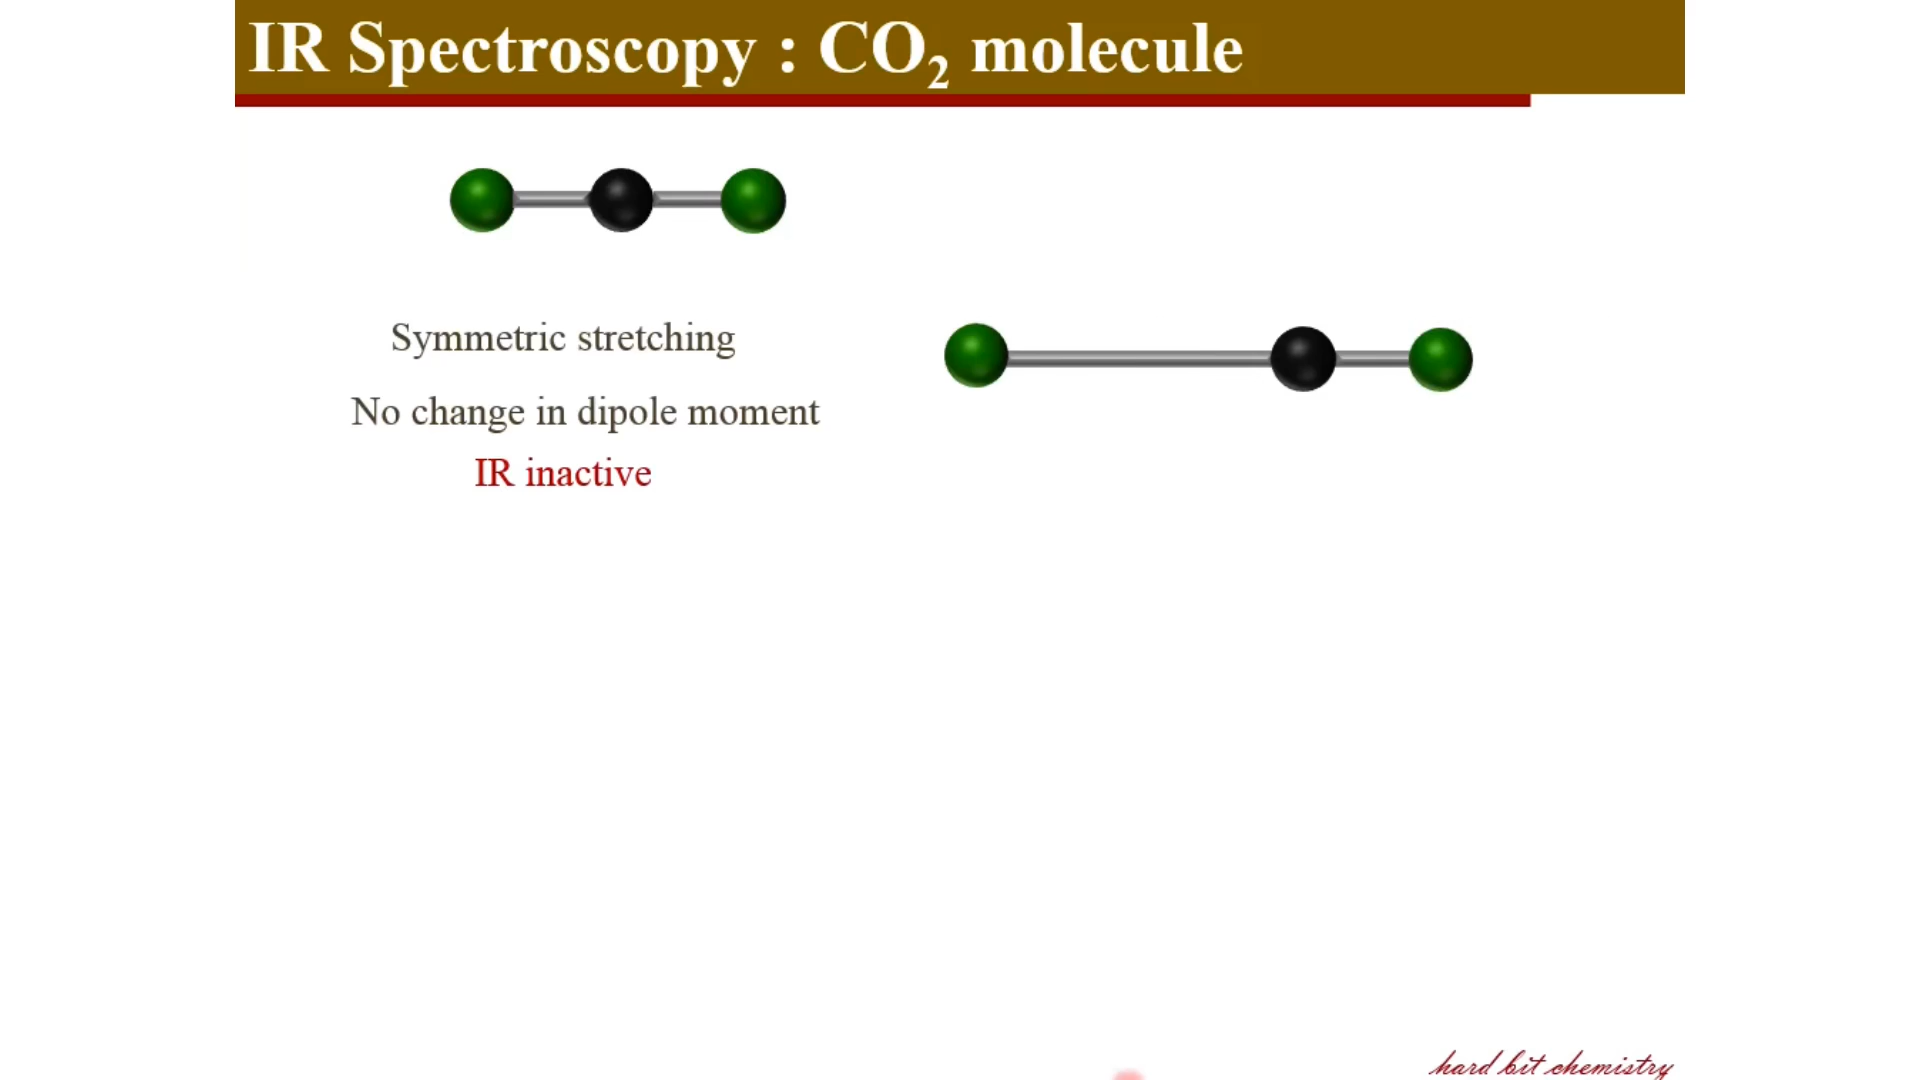 IR Spectroscopy : CO₂ molecule
Symmetric stretching
No change in dipole moment
IR inactive
hard bit chemistry